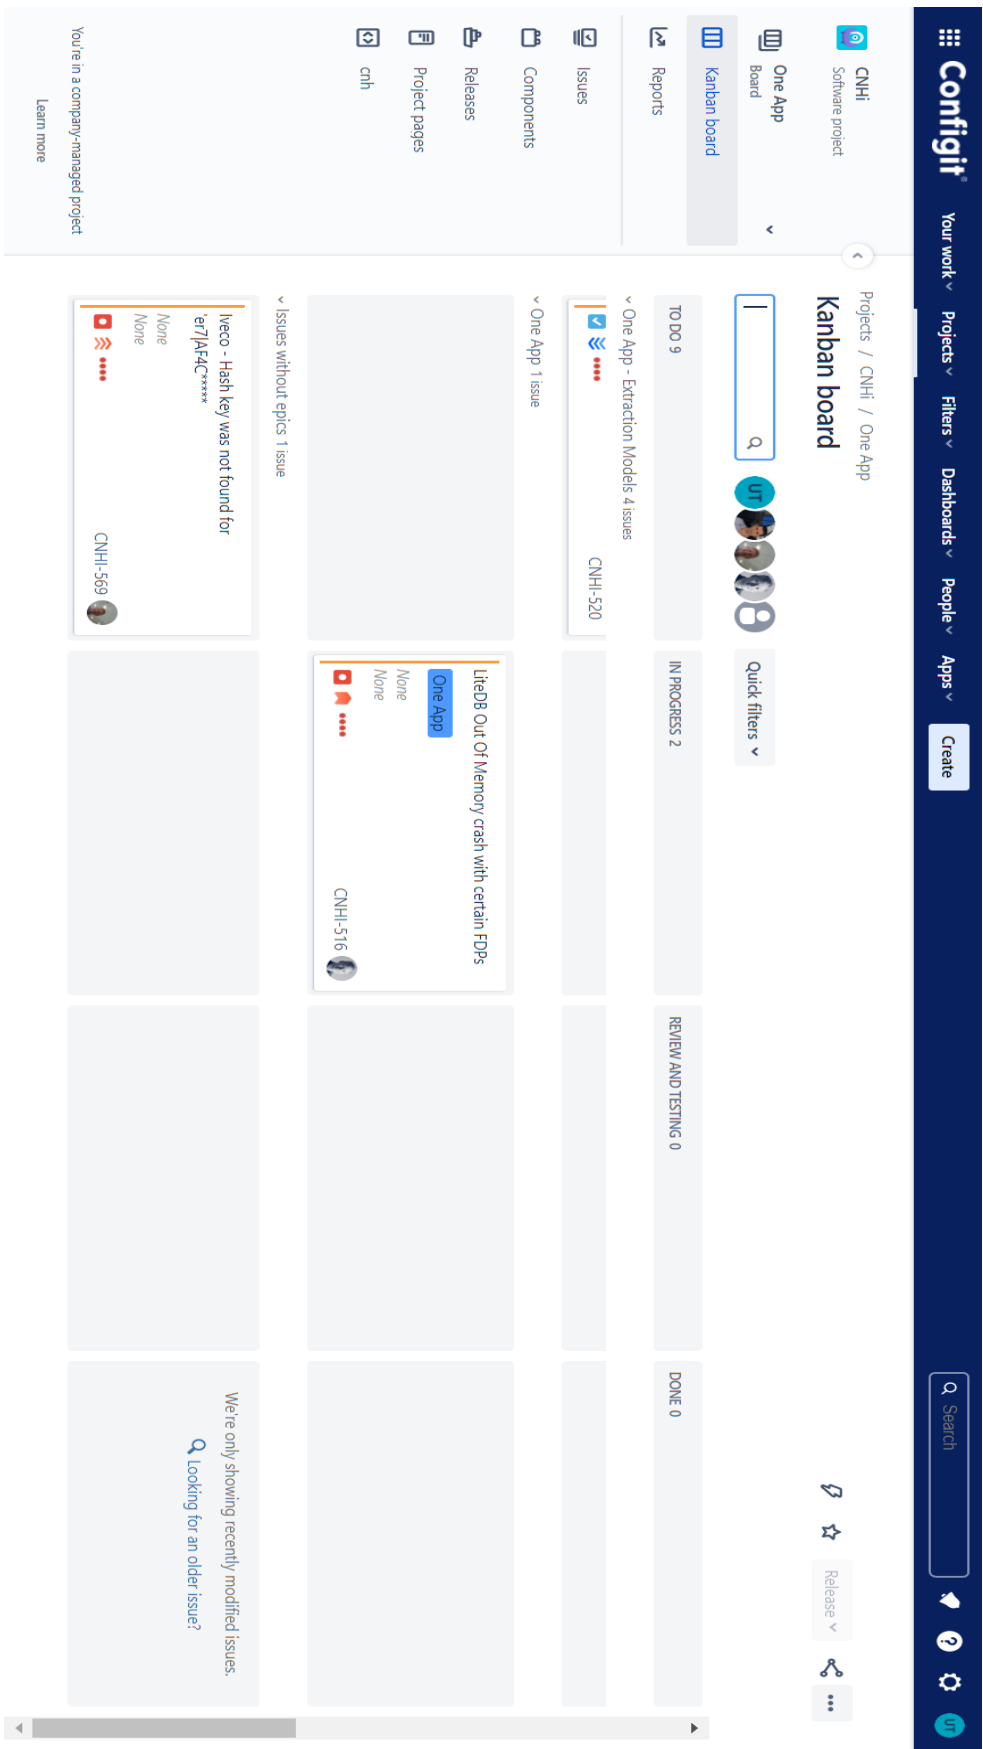 Configit
Your work
Projects
Filters
Dashboards
People
Apps
Create
Search
UT
CNHi
Software project
One App
Board
Kanban board
Reports
Issues
Components
Releases
Project pages
cnh
You're in a company-managed project
Learn more
Projects / CNHi / One App
Kanban board
Release
UT
Quick filters
TO DO 9
IN PROGRESS 2
REVIEW AND TESTING 0
DONE 0
One App - Extraction Models 4 issues
CNHI-520
One App 1 issue
LiteDB Out Of Memory crash with certain FDPs
One App
None
None
CNHI-516
Issues without epics 1 issue
Iveco - Hash key was not found for
'er7|AF4C*****
None
None
CNHI-569
We're only showing recently modified issues.
Looking for an older issue?